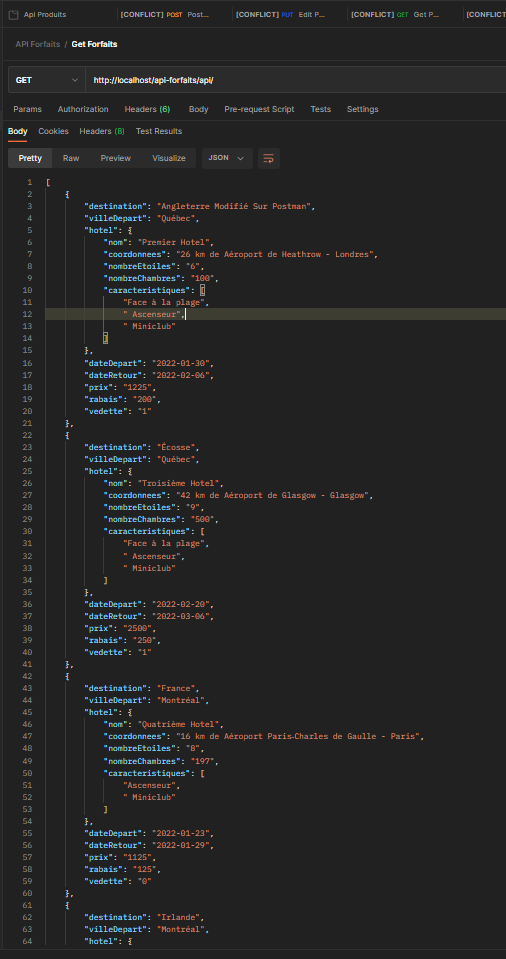 Api Produits [CONFLICT] POST Post... [CONFLICT] PUT Edit P... [CONFLICT] GET Get P... [CONFLICT]
API Forfaits / Get Forfaits
GET http://localhost/api-forfaits/api/
Params Authorization Headers (6) Body Pre-request Script Tests Settings
Body Cookies Headers (8) Test Results
Pretty Raw Preview Visualize JSON
1 [
2 {
3 "destination": "Angleterre Modifié Sur Postman",
4 "villeDepart": "Québec",
5 "hotel": {
6 "nom": "Premier Hotel",
7 "coordonnees": "26 km de Aéroport de Heathrow - Londres",
8 "nombreEtoiles": "6",
9 "nombreChambres": "100",
10 "caracteristiques": [
11 "Face à la plage",
12 " Ascenseur",
13 " Miniclub"
14 ]
15 },
16 "dateDepart": "2022-01-30",
17 "dateRetour": "2022-02-06",
18 "prix": "1225",
19 "rabais": "200",
20 "vedette": "1"
21 },
22 {
23 "destination": "Écosse",
24 "villeDepart": "Québec",
25 "hotel": {
26 "nom": "Troisième Hotel",
27 "coordonnees": "42 km de Aéroport de Glasgow - Glasgow",
28 "nombreEtoiles": "9",
29 "nombreChambres": "500",
30 "caracteristiques": [
31 "Face à la plage",
32 " Ascenseur",
33 " Miniclub"
34 ]
35 },
36 "dateDepart": "2022-02-20",
37 "dateRetour": "2022-03-06",
38 "prix": "2500",
39 "rabais": "250",
40 "vedette": "1"
41 },
42 {
43 "destination": "France",
44 "villeDepart": "Montréal",
45 "hotel": {
46 "nom": "Quatrième Hotel",
47 "coordonnees": "16 km de Aéroport Paris-Charles de Gaulle - Paris",
48 "nombreEtoiles": "8",
49 "nombreChambres": "197",
50 "caracteristiques": [
51 "Ascenseur",
52 " Miniclub"
53 ]
54 },
55 "dateDepart": "2022-01-23",
56 "dateRetour": "2022-01-29",
57 "prix": "1125",
58 "rabais": "125",
59 "vedette": "0"
60 },
61 {
62 "destination": "Irlande",
63 "villeDepart": "Montréal",
64 "hotel": {